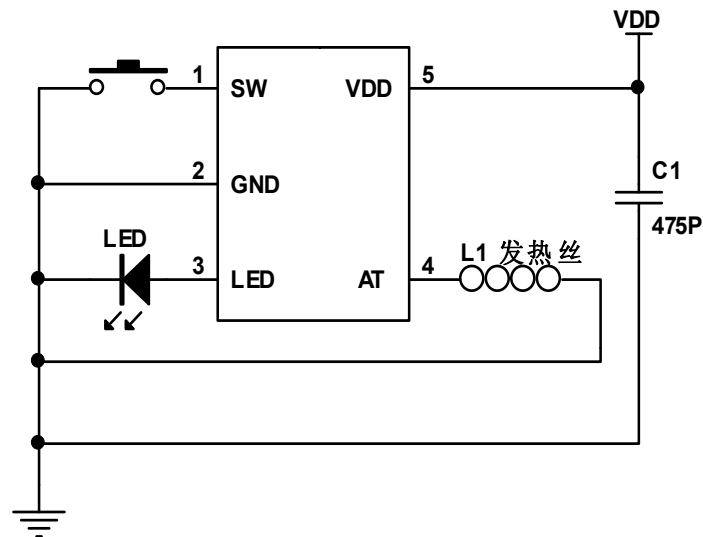 VDD
1 SW VDD 5
C1
475P
2 GND
LED
3 LED AT 4
L1 发热丝